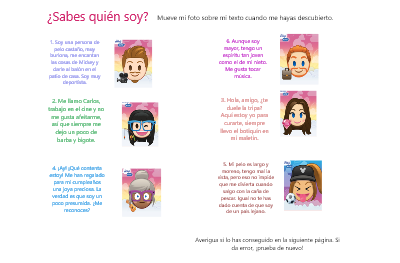 ¿Sabes quién soy? Mueve mi foto sobre mi texto cuando me hayas descubierto.
1. Soy una persona de
pelo castaño, muy
burlona, me encantan
las cosas de Mickey y
darle al balón en el
patio de casa. Soy muy
deportista.
2. Me llamo Carlos,
trabajo en el cine y no
me gusta afeitarme,
así que siempre me
dejo un poco de
barba y bigote.
4. ¡Ay! ¡Qué contenta
estoy! Me han regalado
para mi cumpleaños
una joya preciosa. La
verdad es que soy un
poco presumida. ¿Me
reconoces?
6. Aunque soy
mayor, tengo un
espíritu tan joven
como el de mi nieto.
Me gusta tocar
música.
3. Hola, amigo, ¿te
duele la tripa?
Aquí estoy yo para
curarte, siempre
llevo el botiquín en
mi maletín.
5. Mi pelo es largo y
moreno, tengo mal la
vista, pero eso no impide
que me divierta cuando
salgo con la caña de
pescar. Igual no te has
dado cuenta de que soy
de un país lejano.
Averigua si lo has conseguido en la siguiente página. Si
da error, ¡prueba de nuevo!